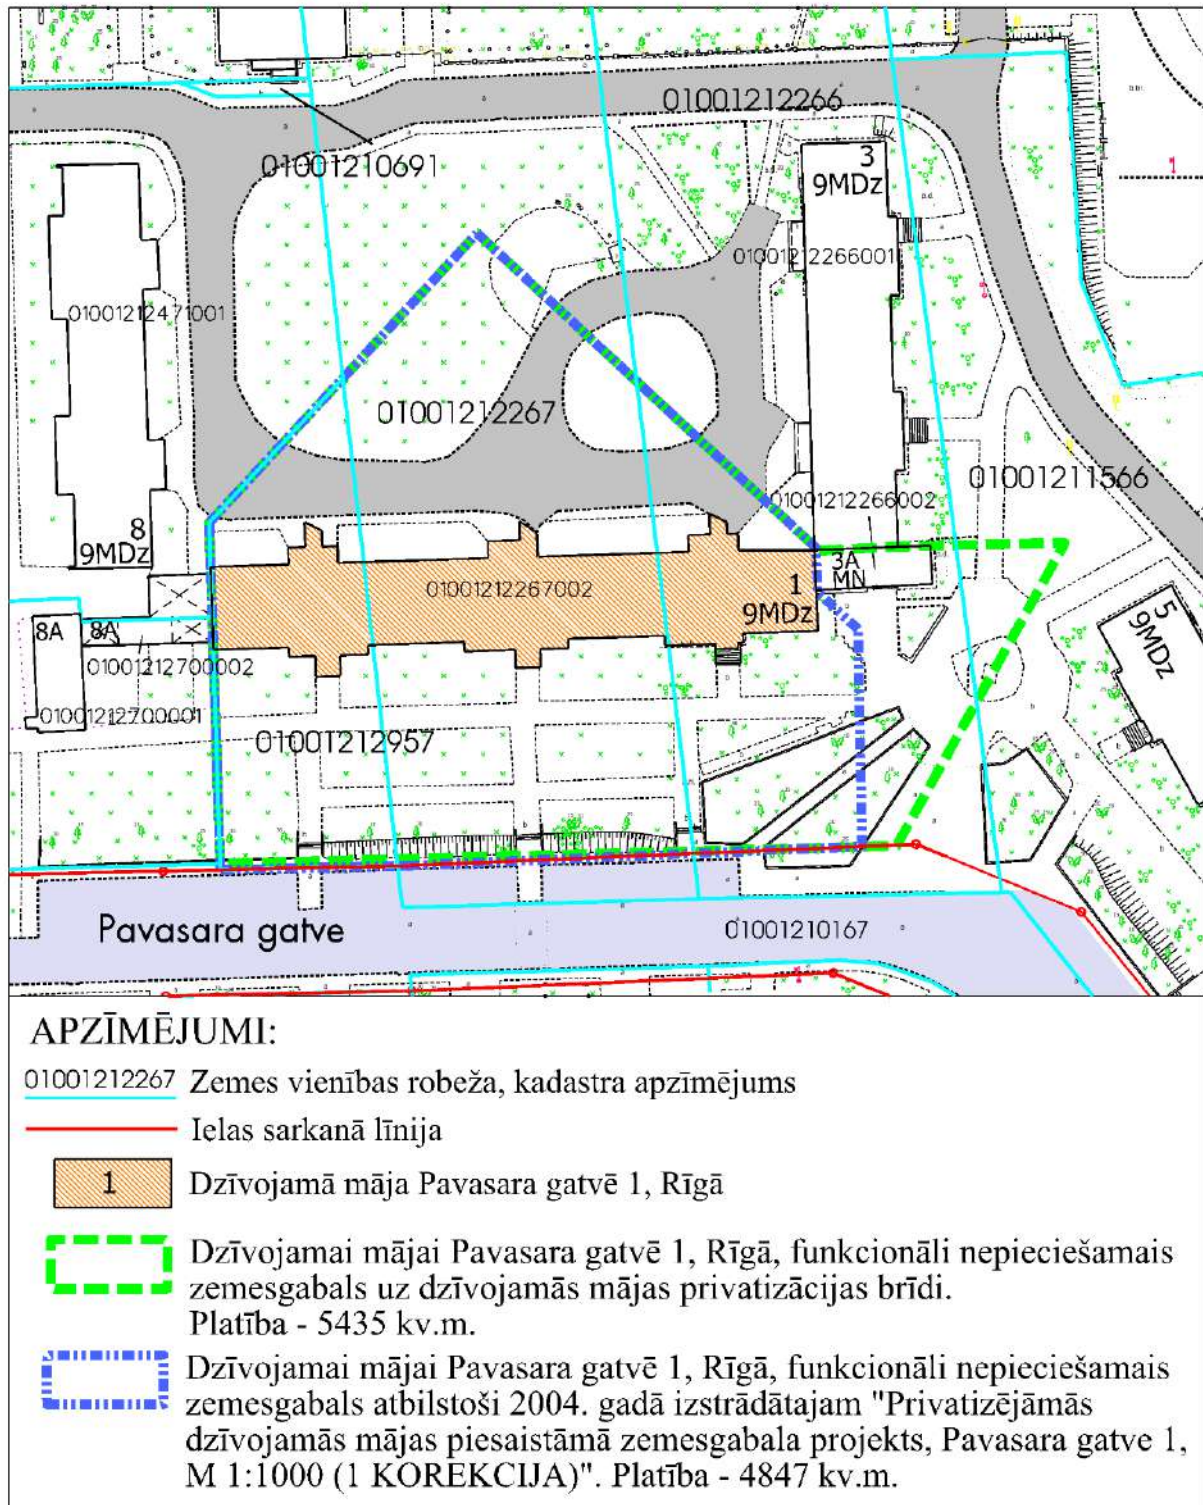 01001212266
01001210691
3
9MDz
01001212266001
01001212471001
01001212267
01001211566
01001212266002
8
9MDz
3A
MN
01001212267002
1
9MDz
5
9MDz
8A
8A
01001212700002
01001212700001
01001212957
Pavasara gatve
01001210167
APZĪMĒJUMI:
01001212267 Zemes vienības robeža, kadastra apzīmējums
Ielas sarkanā līnija
1 Dzīvojamā māja Pavasara gatvē 1, Rīgā
Dzīvojamai mājai Pavasara gatvē 1, Rīgā, funkcionāli nepieciešamais
zemesgabals uz dzīvojamās mājas privatizācijas brīdi.
Platība - 5435 kv.m.
Dzīvojamai mājai Pavasara gatvē 1, Rīgā, funkcionāli nepieciešamais
zemesgabals atbilstoši 2004. gadā izstrādātajam "Privatizējāmās
dzīvojamās mājas piesaistāmā zemesgabala projekts, Pavasara gatve 1,
M 1:1000 (1 KOREKCIJA)". Platība - 4847 kv.m.